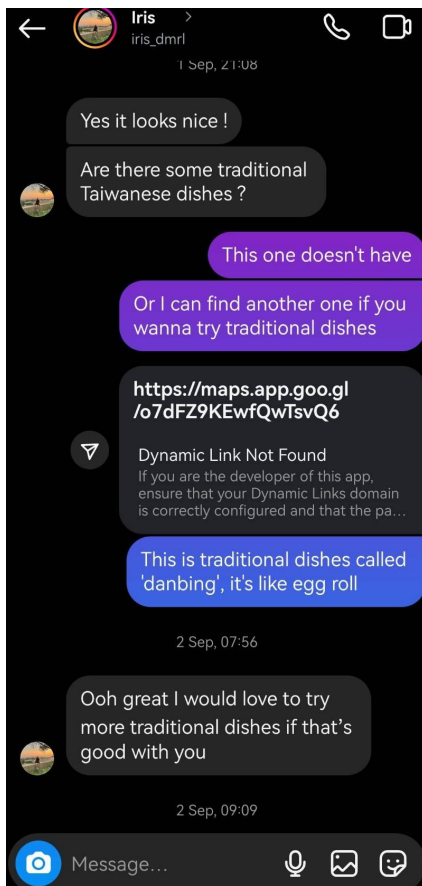 Iris
iris_dmrl
1 Sep, 21:08
Yes it looks nice !
Are there some traditional
Taiwanese dishes ?
This one doesn't have
Or I can find another one if you
wanna try traditional dishes
https://maps.app.goo.gl
/o7dFZ9KEwfQwTsvQ6
Dynamic Link Not Found
If you are the developer of this app,
ensure that your Dynamic Links domain
is correctly configured and that the pa...
This is traditional dishes called
'danbing', it's like egg roll
2 Sep, 07:56
Ooh great I would love to try
more traditional dishes if that’s
good with you
2 Sep, 09:09
Message...